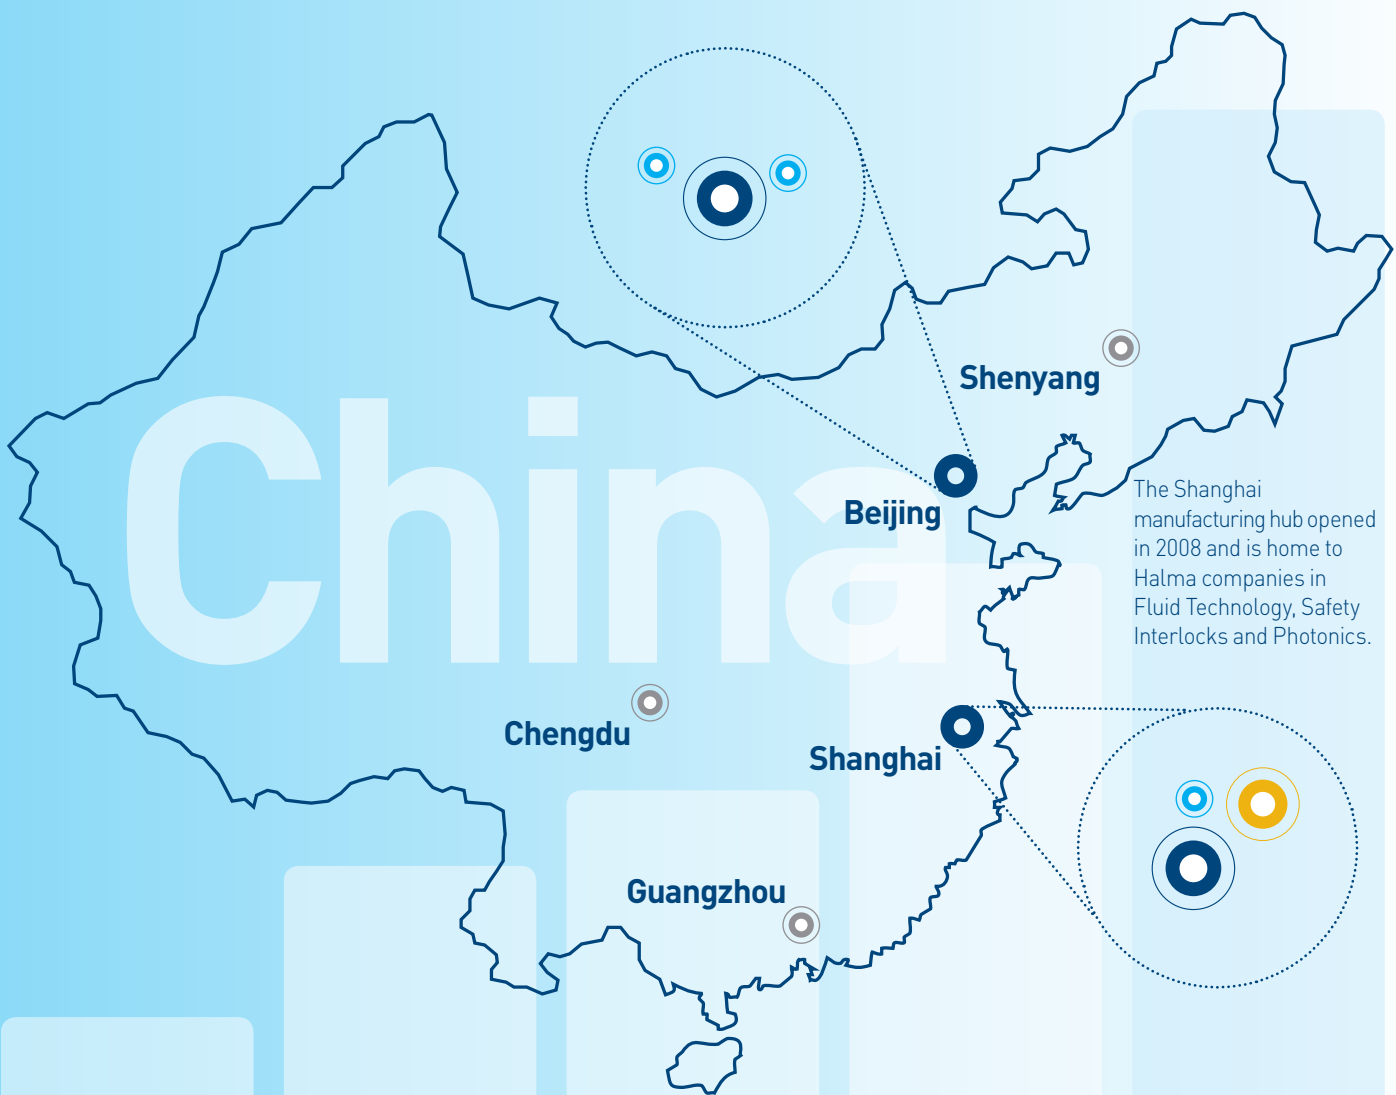 China
Shenyang
Beijing
The Shanghai
manufacturing hub opened
in 2008 and is home to
Halma companies in
Fluid Technology, Safety
Interlocks and Photonics.
Chengdu
Shanghai
Guangzhou